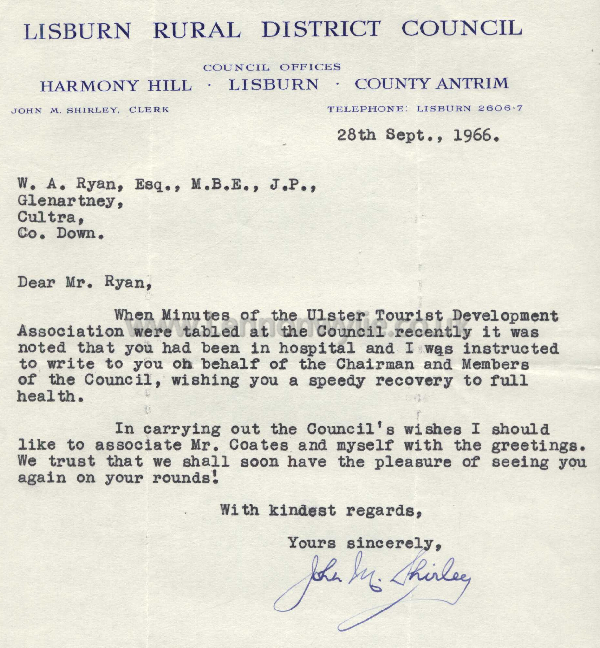 LISBURN RURAL DISTRICT COUNCIL
COUNCIL OFFICES
HARMONY HILL · LISBURN · COUNTY ANTRIM
JOHN M. SHIRLEY, CLERK TELEPHONE: LISBURN 2606-7
28th Sept., 1966.
W. A. Ryan, Esq., M.B.E., J.P.,
Glenartney,
Cultra,
Co. Down.
Dear Mr. Ryan,
When Minutes of the Ulster Tourist Development
Association were tabled at the Council recently it was
noted that you had been in hospital and I was instructed
to write to you on behalf of the Chairman and Members
of the Council, wishing you a speedy recovery to full
health.
In carrying out the Council's wishes I should
like to associate Mr. Coates and myself with the greetings.
We trust that we shall soon have the pleasure of seeing you
again on your rounds!
With kindest regards,
Yours sincerely,
John M. Shirley